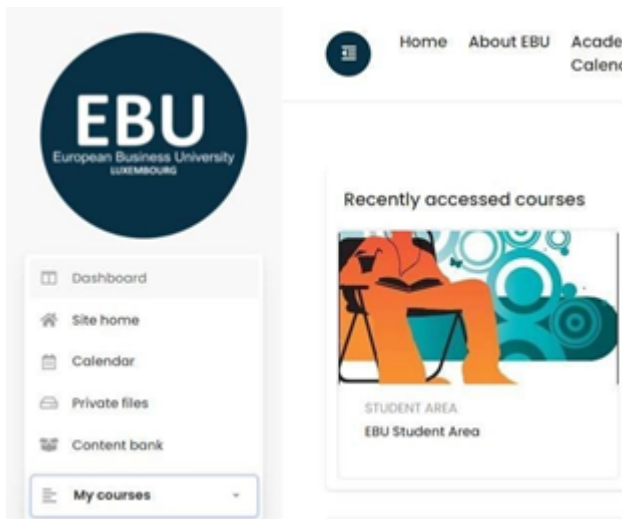 EBU
European Business University
LUXEMBOURG
Dashboard
Site home
Calendar
Private files
Content bank
My courses
Home About EBU
Recently accessed courses
STUDENT AREA
EBU Student Area